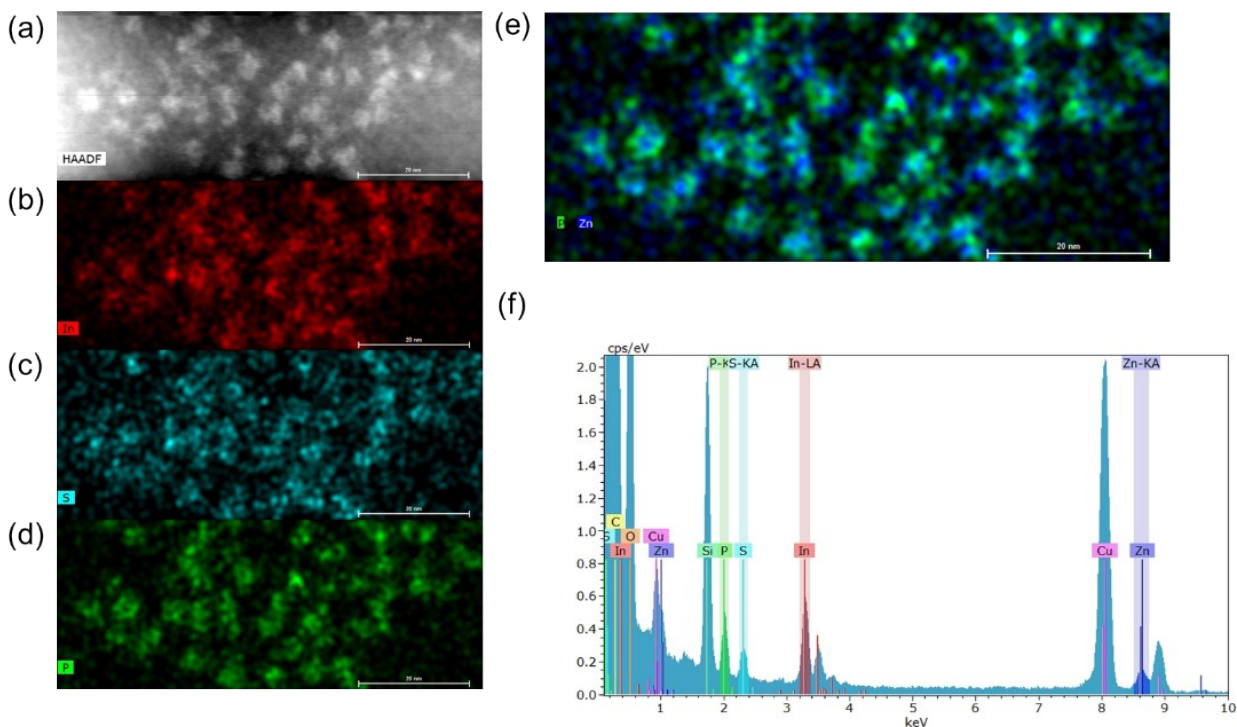 (a)
HAADF
20 nm
(b)
In
20 nm
(c)
S
20 nm
(d)
P
20 nm
(e)
P Zn
20 nm
(f)
cps/eV
P-K S-KA In-LA Zn-KA
2.0
1.8
1.6
1.4
1.2
1.0
0.8
0.6
0.4
0.2
0.0
C
S In O Cu Zn Si P S In Cu Zn
1 2 3 4 5 6 7 8 9 10
keV